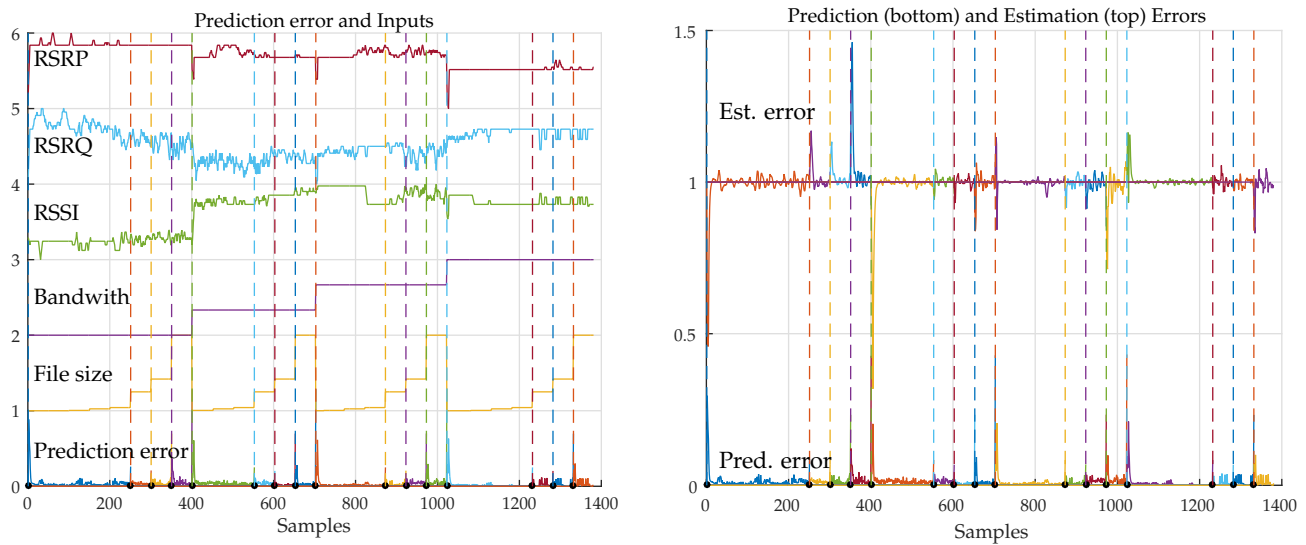 Prediction error and Inputs
6
5
4
3
2
1
0
RSRP
RSRQ
RSSI
Bandwith
File size
Prediction error
0 200 400 600 800 1000 1200 1400
Samples
Prediction (bottom) and Estimation (top) Errors
1.5
1
0.5
0
Est. error
Pred. error
0 200 400 600 800 1000 1200 1400
Samples